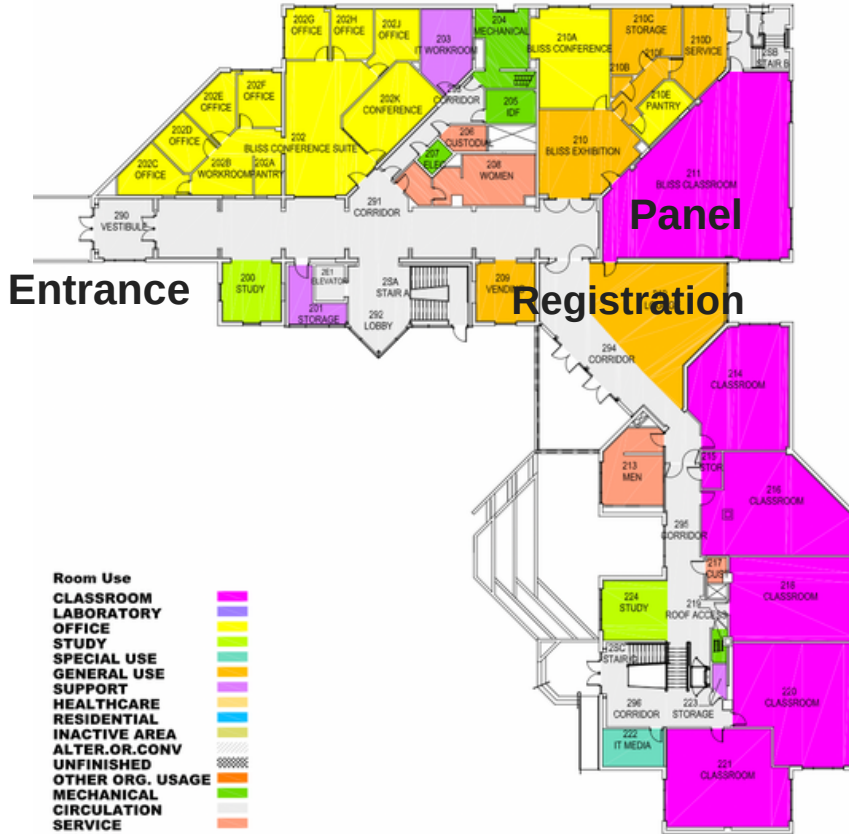 202G
OFFICE
202H
OFFICE
202J
OFFICE
203
IT WORKROOM
204
MECHANICAL
210A
BLISS CONFERENCE
210C
STORAGE
210D
SERVICE
2SB
STAIR B
210B
202E
OFFICE
202F
OFFICE
202K
CONFERENCE
CORRIDOR
205
IDF
210E
PANTRY
202D
OFFICE
202
BLISS CONFERENCE SUITE
206
CUSTODIAL
210
BLISS EXHIBITION
202C
OFFICE
202B
WORKROOM
202A
PANTRY
207
ELEC
208
WOMEN
211
BLISS CLASSROOM
290
VESTIBULE
291
CORRIDOR
Panel
Entrance
200
STUDY
2E1
ELEVATOR
201
STORAGE
2SA
STAIR A
292
LOBBY
209
VENDING
Registration
294
CORRIDOR
214
CLASSROOM
213
MEN
215
STOR
216
CLASSROOM
295
CORRIDOR
217
CUST
218
CLASSROOM
224
STUDY
219
ROOF ACCESS
2SC
STAIR C
220
CLASSROOM
296
CORRIDOR
223
STORAGE
222
IT MEDIA
221
CLASSROOM
Room Use
CLASSROOM
LABORATORY
OFFICE
STUDY
SPECIAL USE
GENERAL USE
SUPPORT
HEALTHCARE
RESIDENTIAL
INACTIVE AREA
ALTER.OR.CONV
UNFINISHED
OTHER ORG. USAGE
MECHANICAL
CIRCULATION
SERVICE